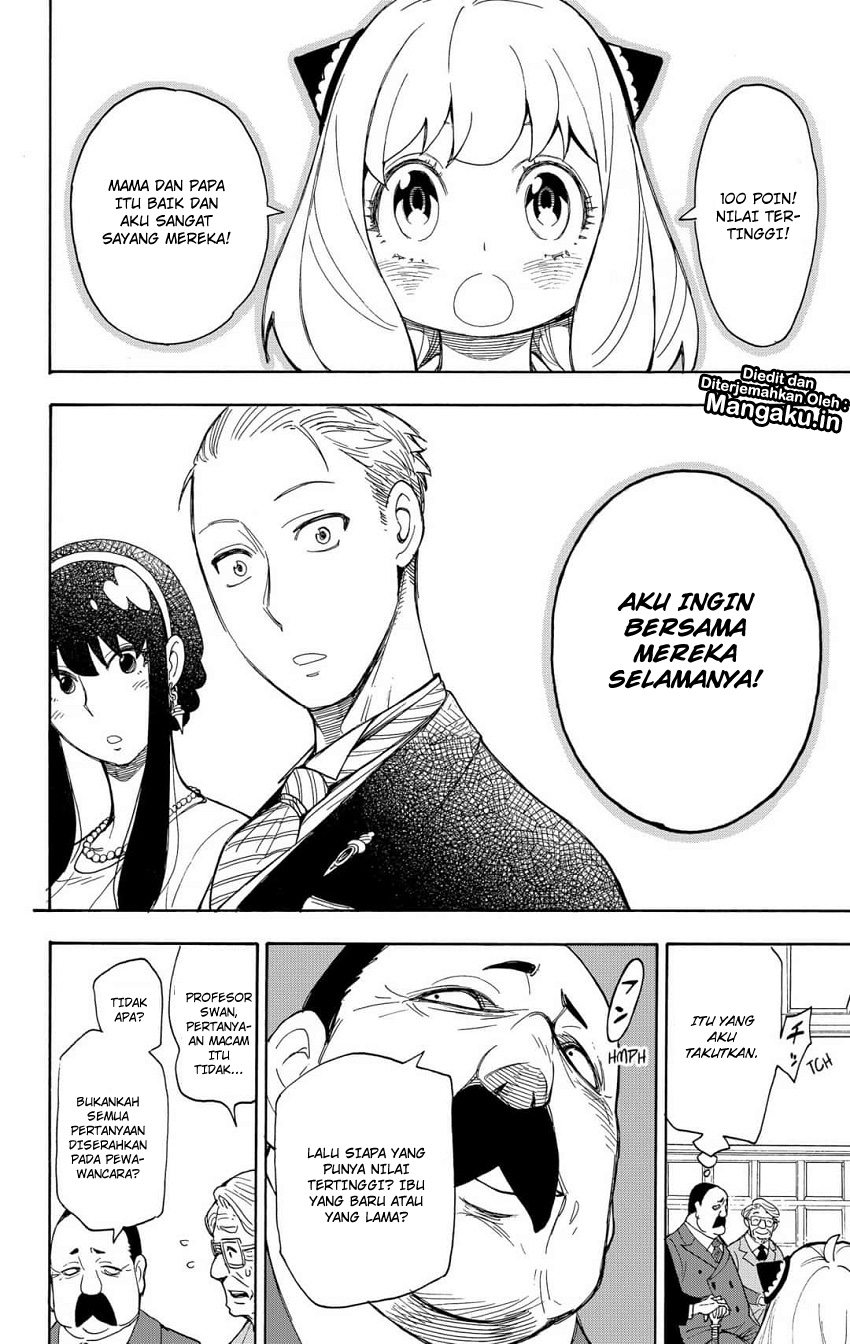 100 POIN!
NILAI TER-
TINGGI!
MAMA DAN PAPA
ITU BAIK DAN
AKU SANGAT
SAYANG MEREKA!
Diedit dan
Diterjemahkan Oleh :
Mangaku.in
AKU INGIN
BERSAMA
MEREKA
SELAMANYA!
ITU YANG
AKU
TAKUTKAN.
チッ
TCH
フン
HMPH
LALU SIAPA YANG
PUNYA NILAI
TERTINGGI? IBU
YANG BARU ATAU
YANG LAMA?
PROFESOR
SWAN,
PERTANYA-
AN MACAM
ITU
TIDAK...
TIDAK
APA?
BUKANKAH
SEMUA
PERTANYAAN
DISERAHKAN
PADA PEWA-
WANCARA?